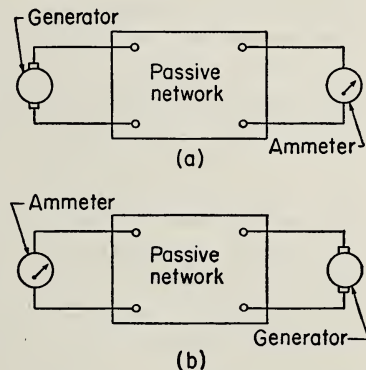 Generator
Passive
network
Ammeter
(a)
Ammeter
Passive
network
Generator
(b)